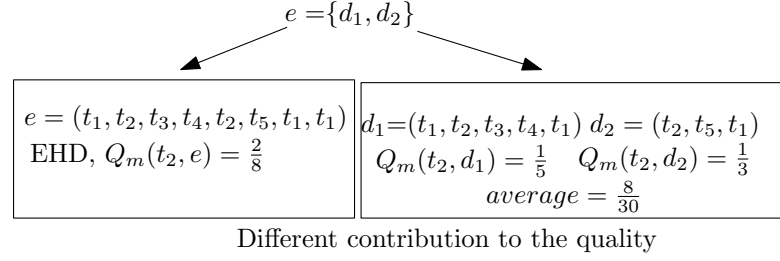 e = {d₁, d₂}
e = (t₁, t₂, t₃, t₄, t₂, t₅, t₁, t₁)
EHD, Qₘ(t₂, e) = 2/8
d₁=(t₁, t₂, t₃, t₄, t₁) d₂ = (t₂, t₅, t₁)
Qₘ(t₂, d₁) = 1/5 Qₘ(t₂, d₂) = 1/3
average = 8/30
Different contribution to the quality